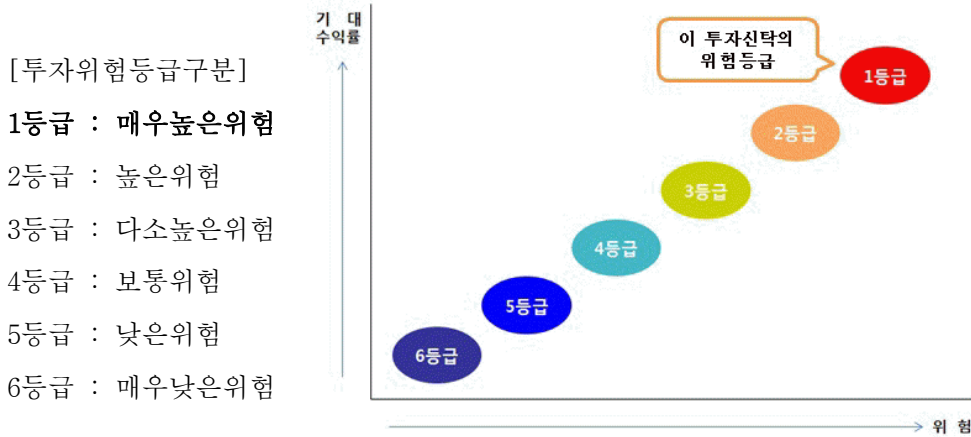 [투자위험등급구분]
1등급 : 매우높은위험
2등급 : 높은위험
3등급 : 다소높은위험
4등급 : 보통위험
5등급 : 낮은위험
6등급 : 매우낮은위험
기 대
수익률
이 투자신탁의
위험등급
1등급
2등급
3등급
4등급
5등급
6등급
위 험